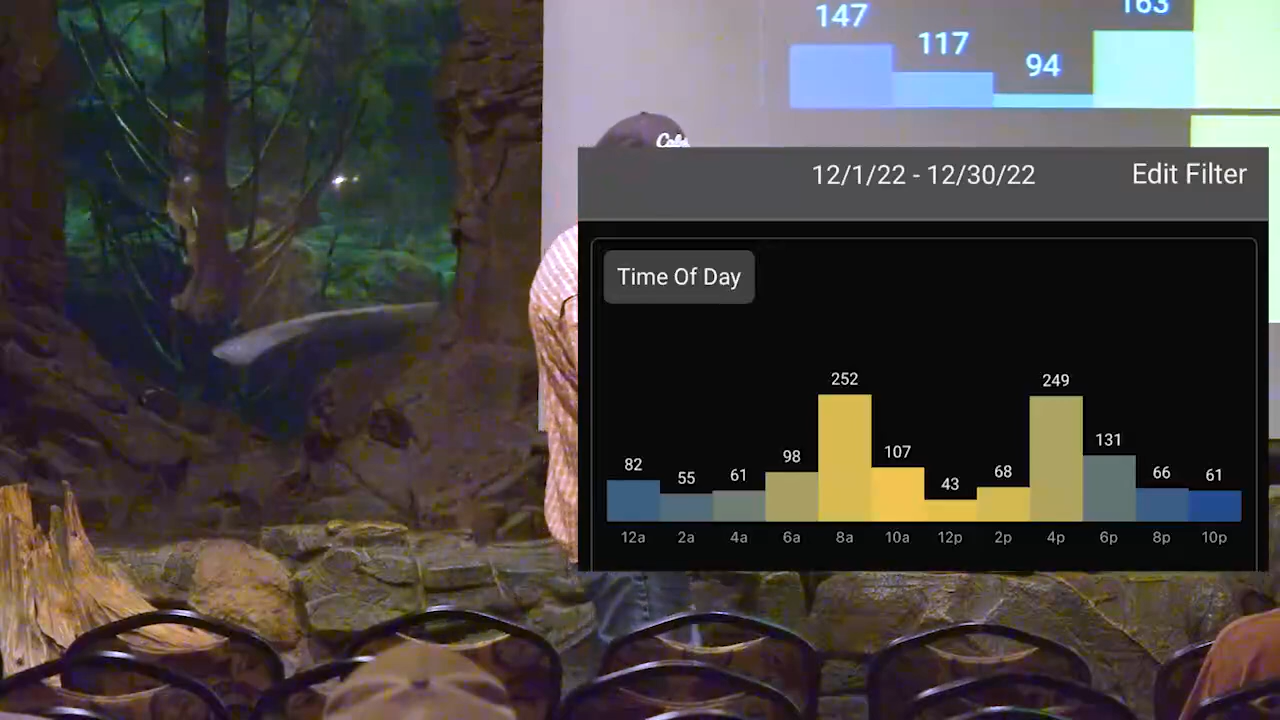 147
117
94
163
Cabe
12/1/22 - 12/30/22
Edit Filter
Time Of Day
82 55 61 98 252 107 43 68 249 131 66 61
12a 2a 4a 6a 8a 10a 12p 2p 4p 6p 8p 10p